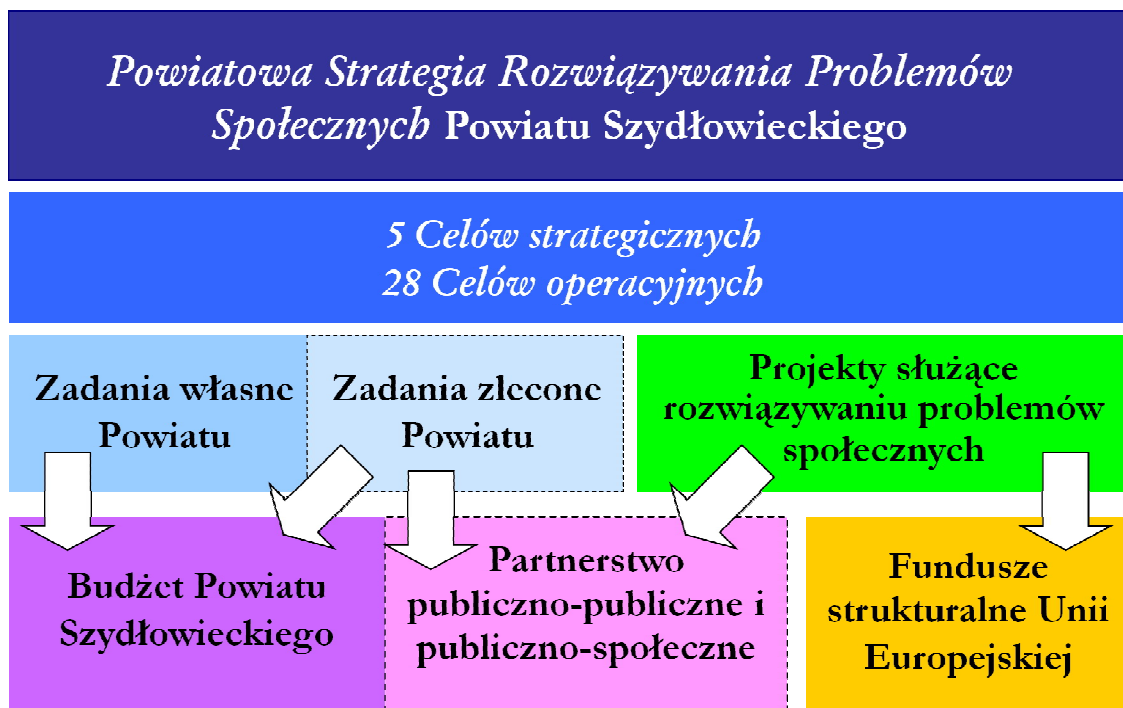 Powiatowa Strategia Rozwiązywania Problemów
Społecznych Powiatu Szydłowieckiego
5 Celów strategicznych
28 Celów operacyjnych
Zadania własne
Powiatu
Zadania zlecone
Powiatu
Projekty służące
rozwiązywaniu problemów
społecznych
Budżet Powiatu
Szydłowieckiego
Partnerstwo
publiczno-publiczne i
publiczno-społeczne
Fundusze
strukturalne Unii
Europejskiej